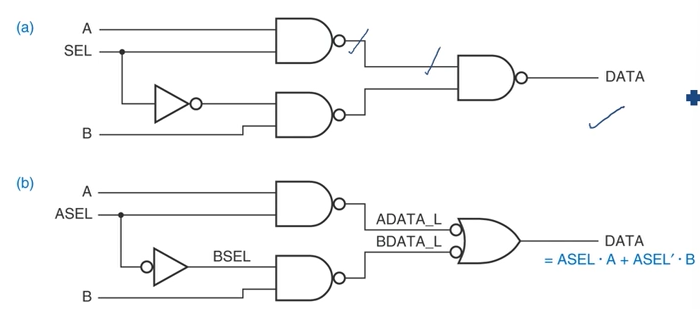 (a)
A
SEL
B
DATA
(b)
A
ASEL
BSEL
B
ADATA_L
BDATA_L
DATA
= ASEL · A + ASEL′ · B